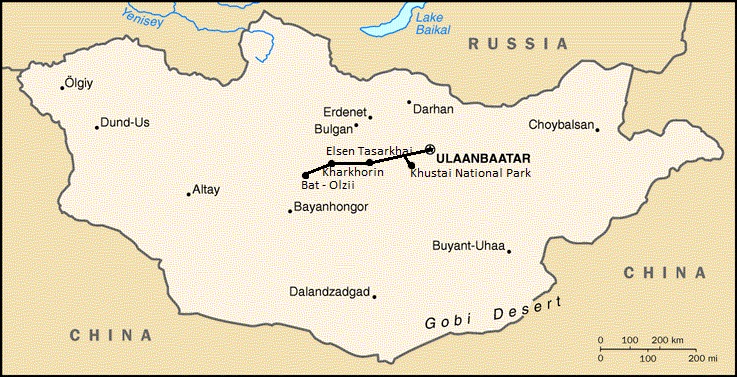 Yenisey
Lake
Baikal
RUSSIA
Ölgiy
Dund-Us
Erdenet
Darhan
Bulgan
Choybalsan
Elsen Tasarkhai
ULAANBAATAR
Kharkhorin
Khustai National Park
Bat - Olzii
Altay
Bayanhongor
Buyant-Uhaa
CHINA
Dalandzadgad
Gobi Desert
CHINA
0 100 200 km
0 100 200 mi